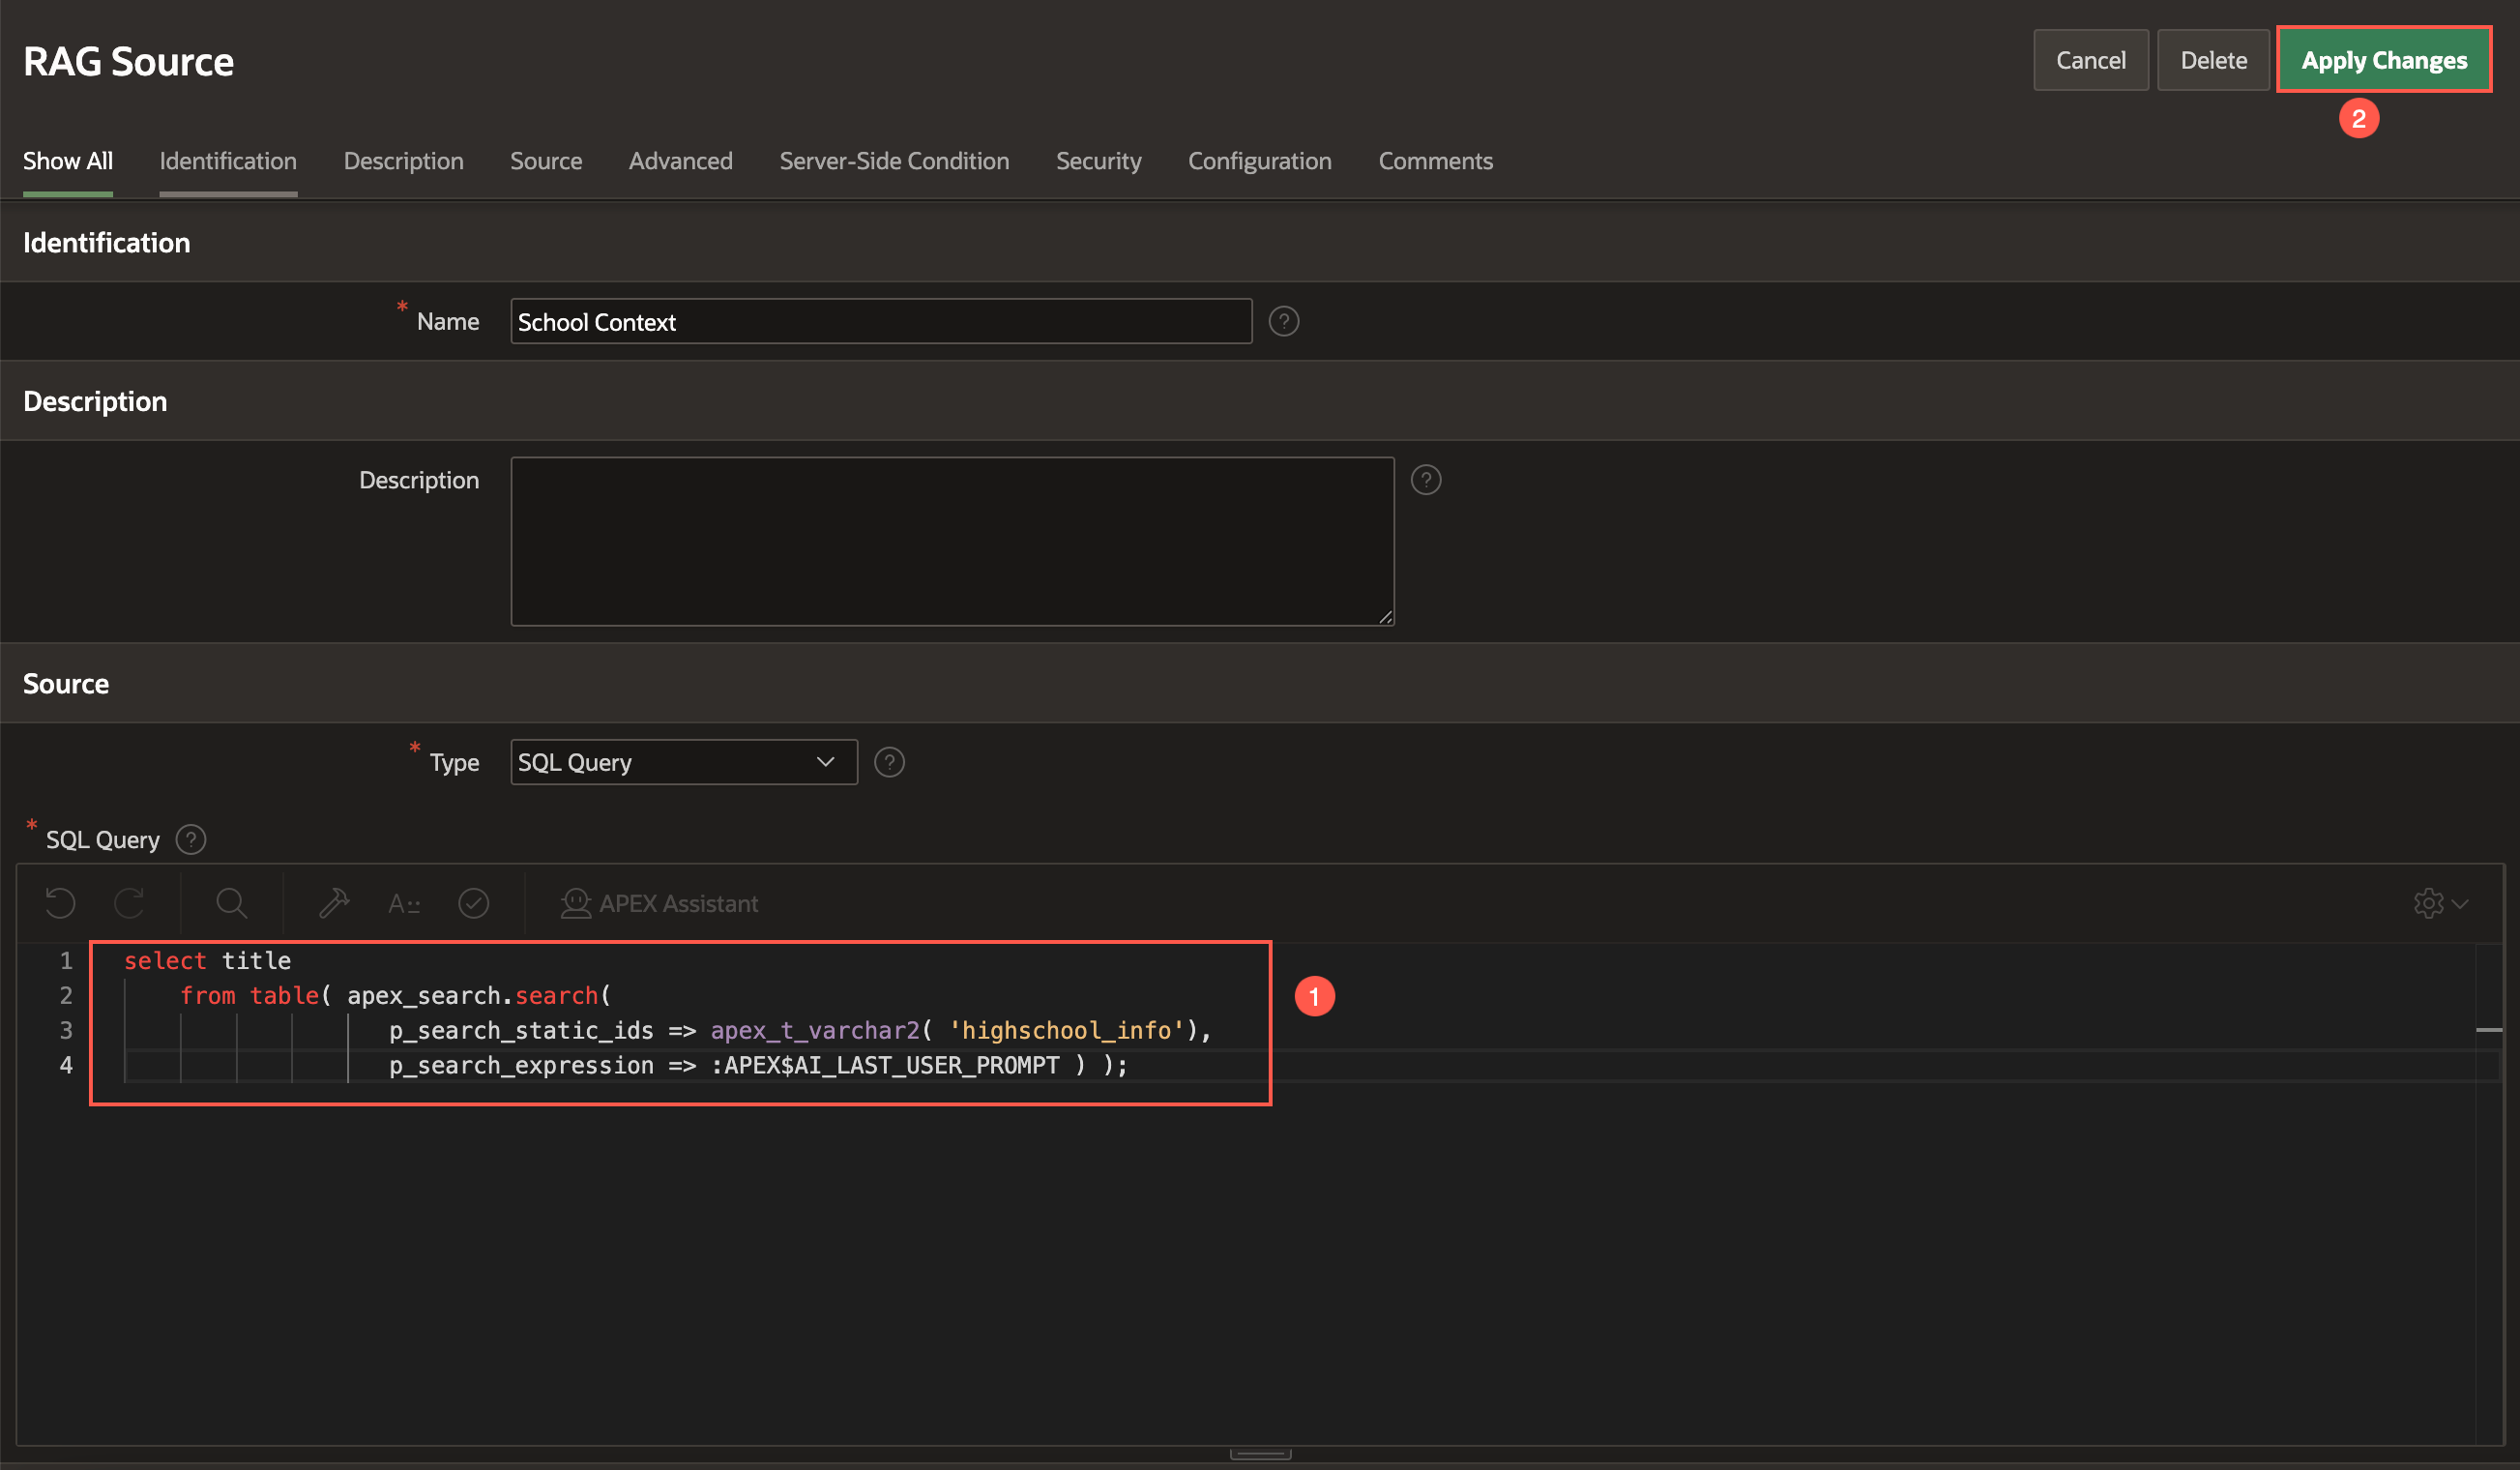 RAG Source
Cancel
Delete
Apply Changes
2
Show All
Identification
Description
Source
Advanced
Server-Side Condition
Security
Configuration
Comments
Identification
* Name
School Context
?
Description
Description
?
Source
* Type
SQL Query
?
* SQL Query ?
A::
APEX Assistant
1 select title
2 from table( apex_search.search(
3 p_search_static_ids => apex_t_varchar2( 'highschool_info'),
4 p_search_expression => :APEX$AI_LAST_USER_PROMPT ) );
1